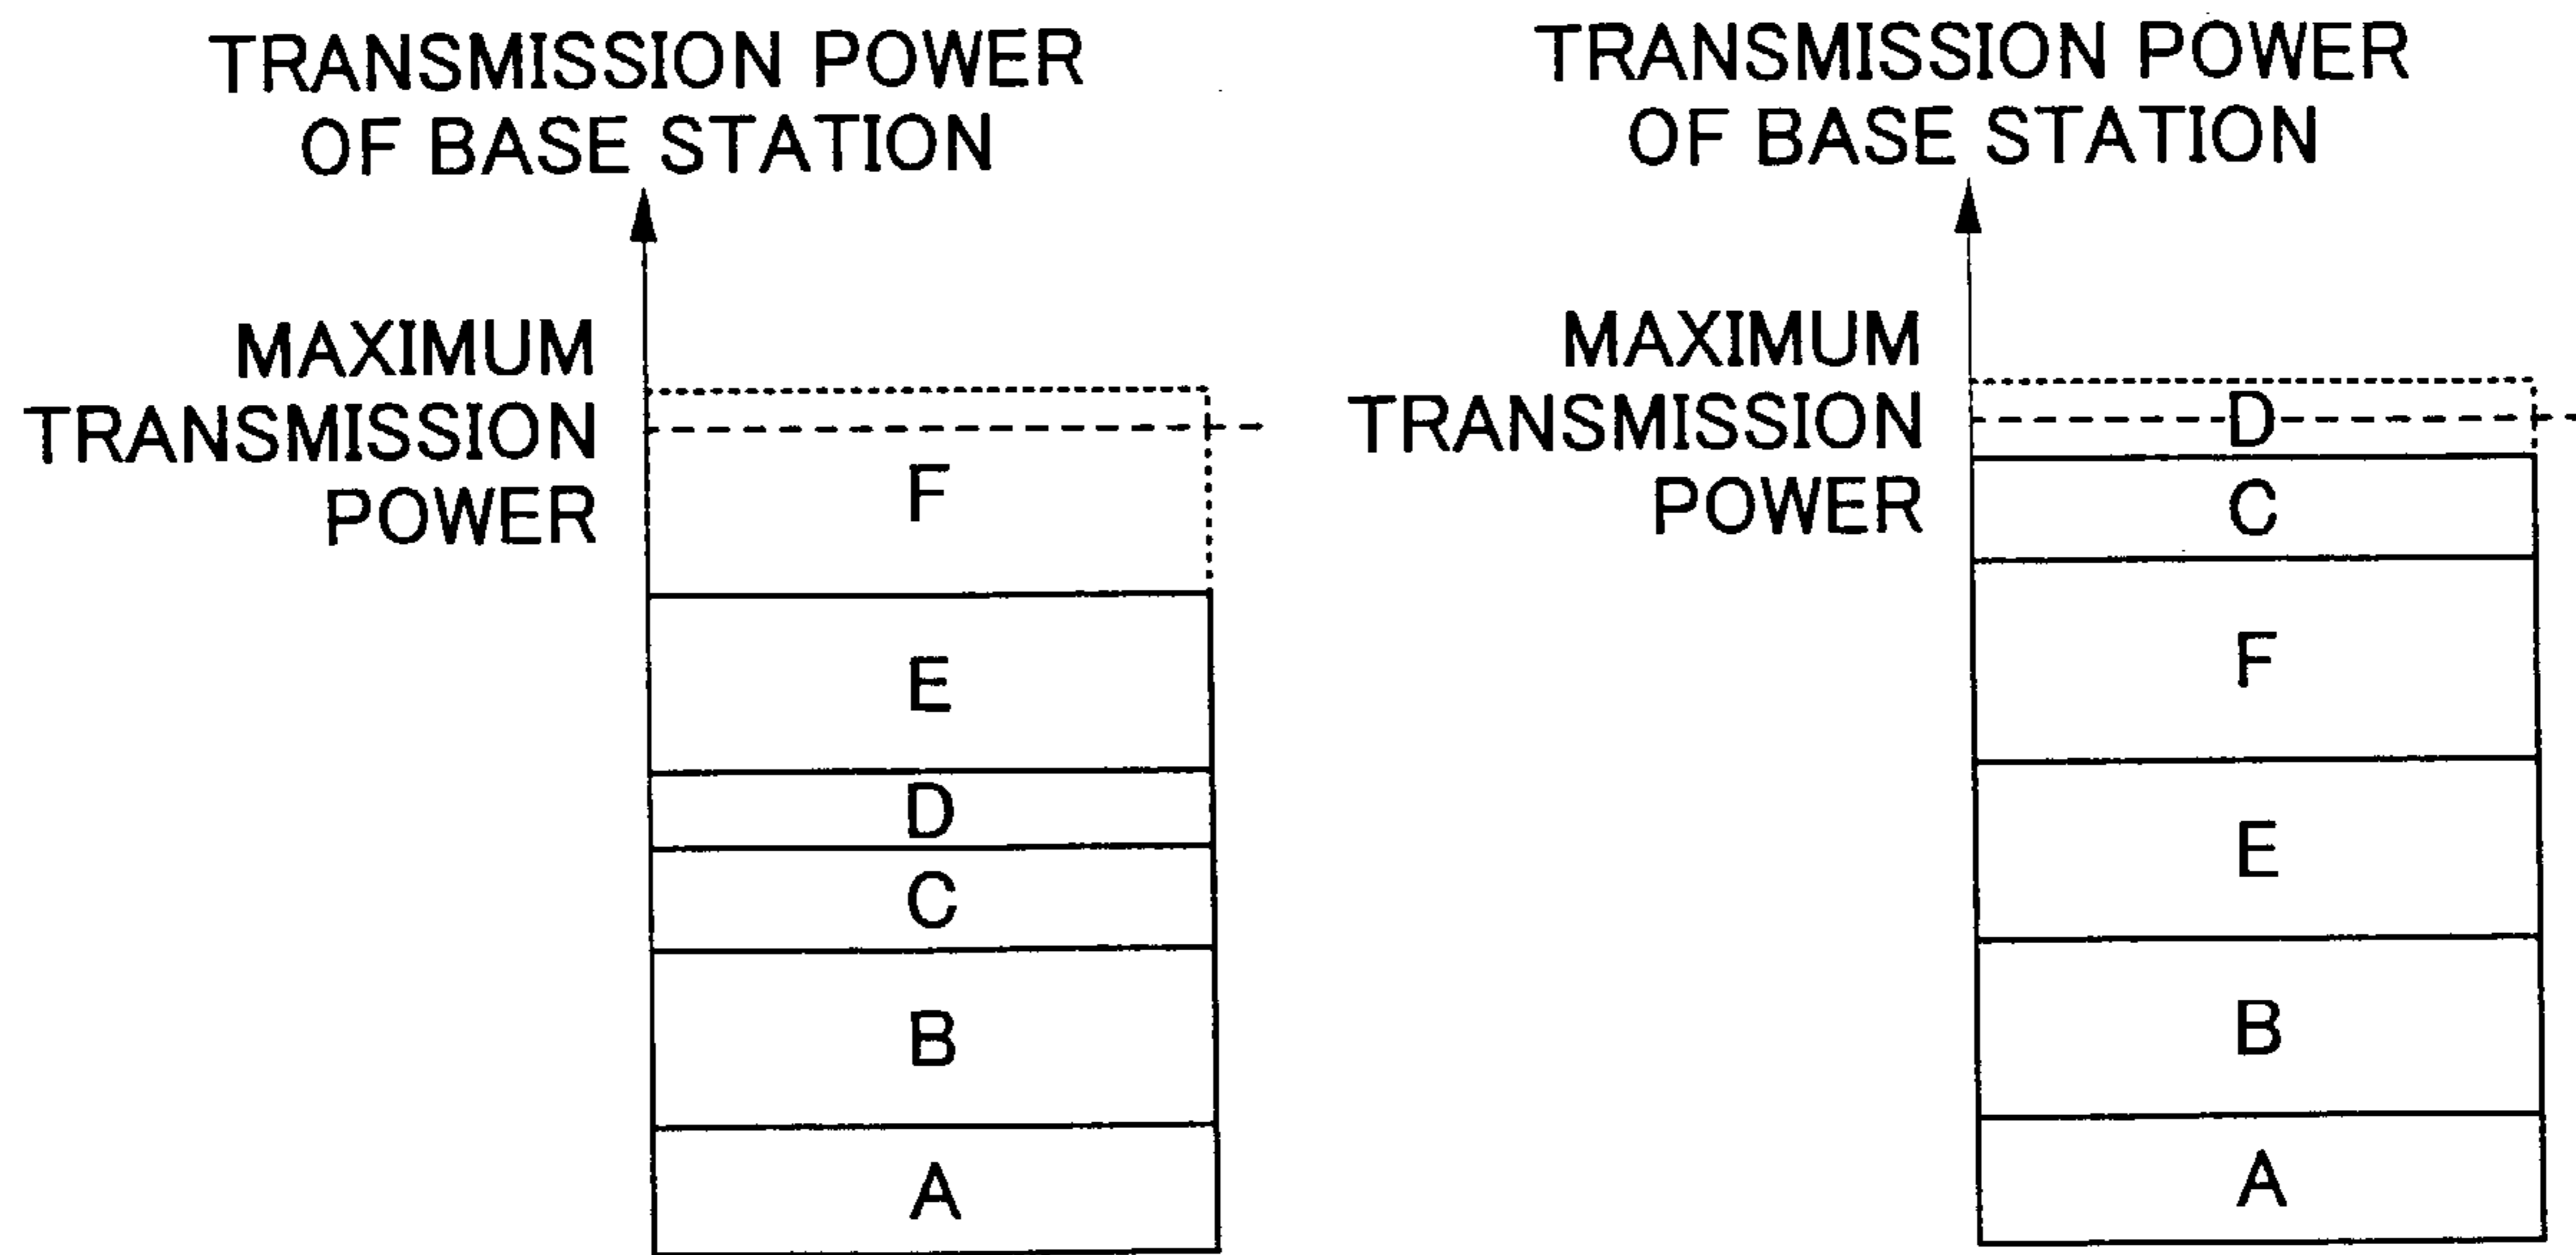 TRANSMISSION POWER
OF BASE STATION
MAXIMUM
TRANSMISSION
POWER
F
E
D
C
B
A
TRANSMISSION POWER
OF BASE STATION
MAXIMUM
TRANSMISSION
POWER
D
C
F
E
B
A